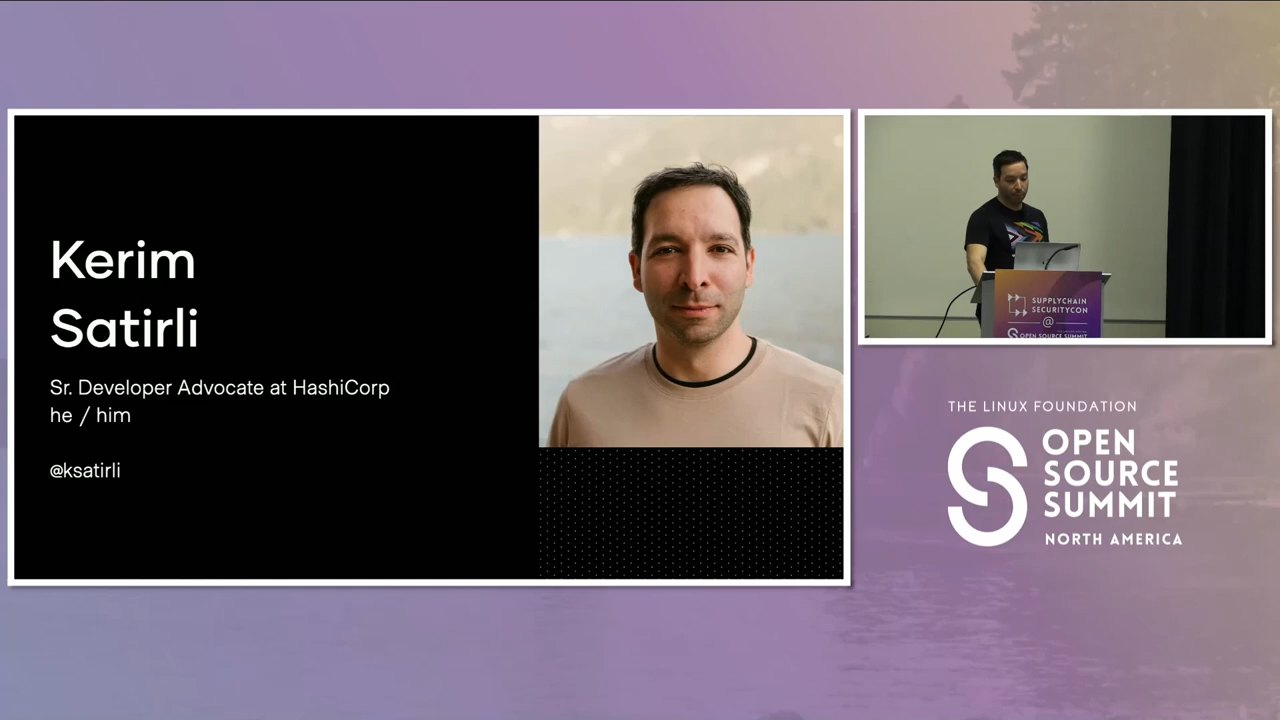 Kerim
Satirli
Sr. Developer Advocate at HashiCorp
he / him
@ksatirli
SUPPLYCHAIN
SECURITYCON
@
OPEN SOURCE SUMMIT
THE LINUX FOUNDATION
OPEN
SOURCE
SUMMIT
NORTH AMERICA